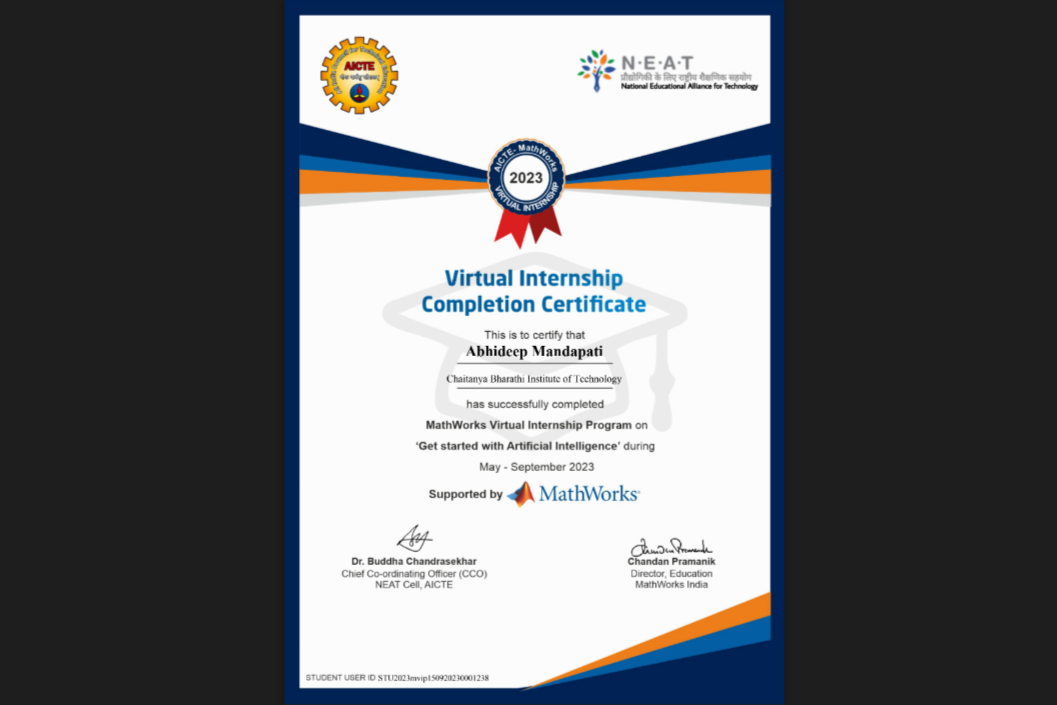 AICTE
N·E·A·T
प्रौद्योगिकी के लिए राष्ट्रीय शैक्षणिक सहयोग
National Educational Alliance for Technology
AICTE- MathWorks
2023
VIRTUAL INTERNSHIP
Virtual Internship
Completion Certificate
This is to certify that
Abhideep Mandapati
Chaitanya Bharathi Institute of Technology
has successfully completed
MathWorks Virtual Internship Program on
‘Get started with Artificial Intelligence’ during
May - September 2023
Supported by MathWorks®
Dr. Buddha Chandrasekhar
Chief Co-ordinating Officer (CCO)
NEAT Cell, AICTE
Chandan Pramanik
Director, Education
MathWorks India
STUDENT USER ID STU2023mvip150920230001238